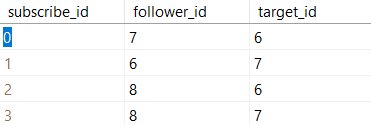 subscribe_id follower_id target_id
0 7 6
1 6 7
2 8 6
3 8 7